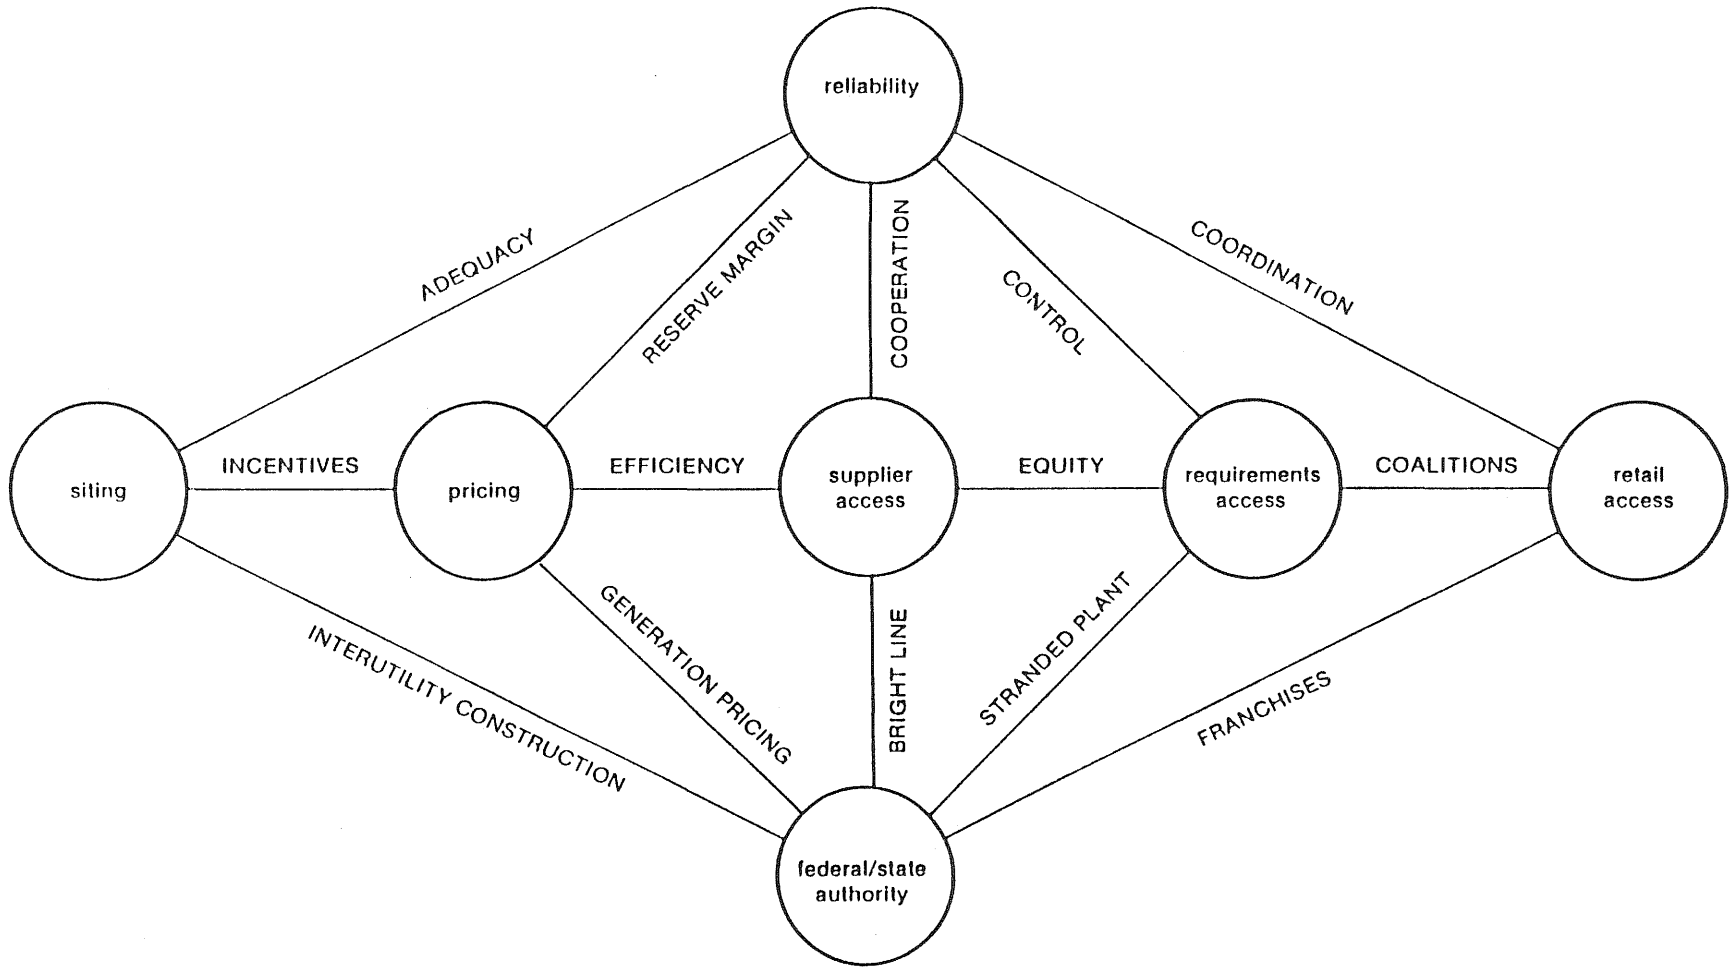 reliability
ADEQUACY
RESERVE MARGIN
COOPERATION
CONTROL
COORDINATION
siting
INCENTIVES
pricing
EFFICIENCY
supplier
access
EQUITY
requirements
access
COALITIONS
retail
access
INTERUTILITY CONSTRUCTION
GENERATION PRICING
BRIGHT LINE
STRANDED PLANT
FRANCHISES
federal/state
authority